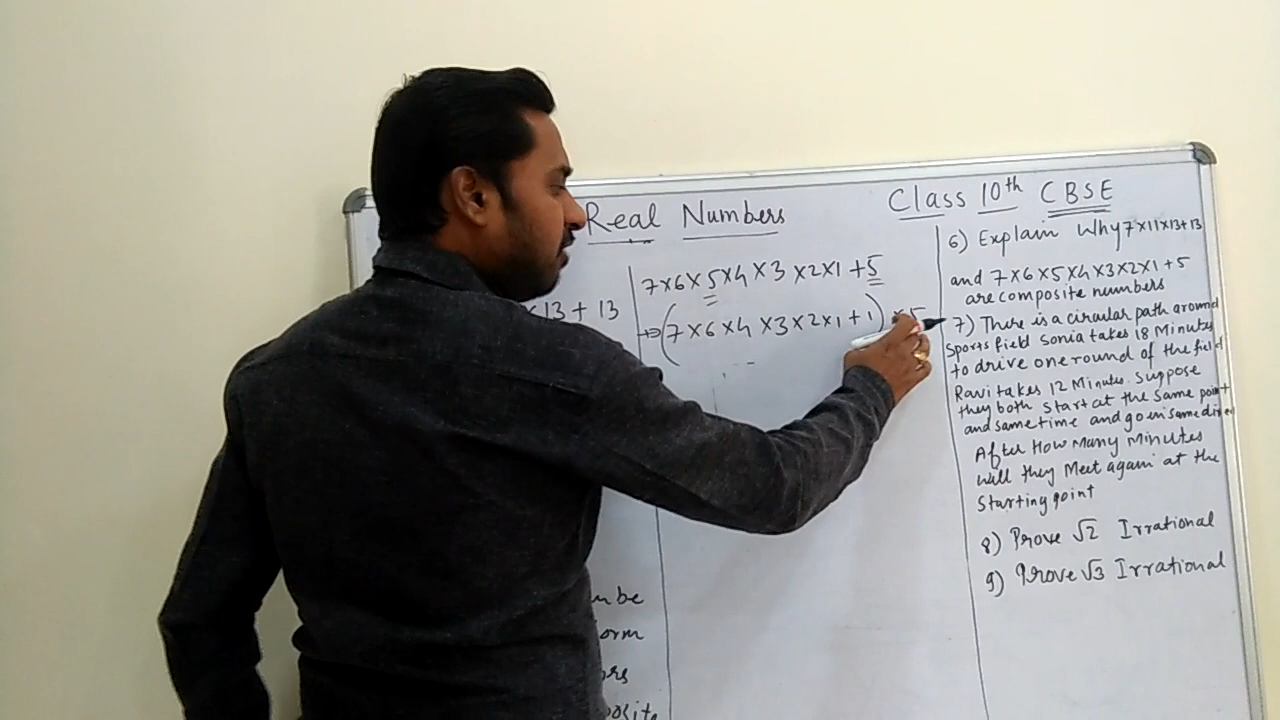 Real Numbers
Class 10th CBSE
×13 + 13
nbe
orm
ors
posite
7×6×5×4×3×2×1 +5
(7×6×4×3×2×1+1)×5
6) Explain Why 7×11×13+13
and 7×6×5×4×3×2×1+5
are composite numbers
7) There is a circular path around
Sports field Sonia takes 18 Minutes
to drive one round of the field
Ravi takes 12 Minutes. Suppose
they both start at the same point
and same time and go in same
After How Many Minutes
will they Meet again at the
Starting point
8) Prove √2 Irrational
9) Prove √3 Irrational